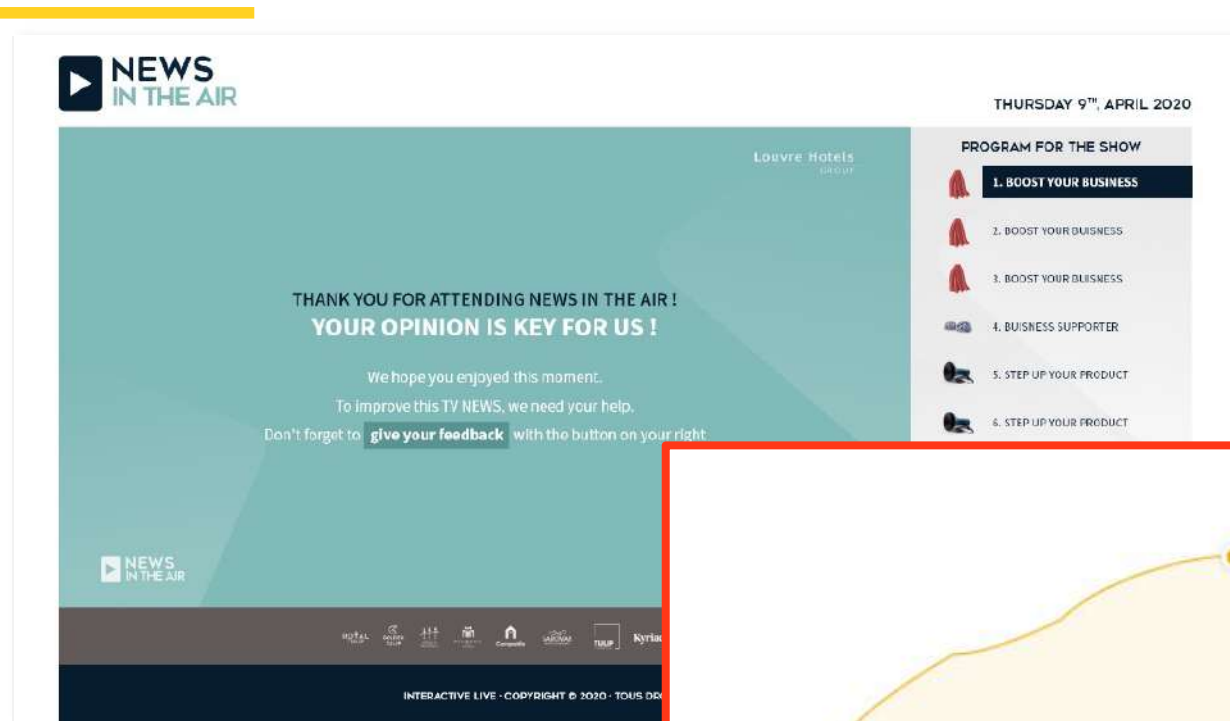 NEWS
IN THE AIR
THURSDAY 9TH, APRIL 2020
Louvre Hotels
GROUP
PROGRAM FOR THE SHOW
1. BOOST YOUR BUSINESS
2. BOOST YOUR BUISNESS
3. BOOST YOUR BUISNESS
4. BUISNESS SUPPORTER
5. STEP UP YOUR PRODUCT
6. STEP UP YOUR PRODUCT
THANK YOU FOR ATTENDING NEWS IN THE AIR !
YOUR OPINION IS KEY FOR US !
We hope you enjoyed this moment.
To improve this TV NEWS, we need your help.
Don't forget to give your feedback with the button on your right
NEWS
IN THE AIR
Campanile
TULIP
INTERACTIVE LIVE - COPYRIGHT © 2020 - TOUS